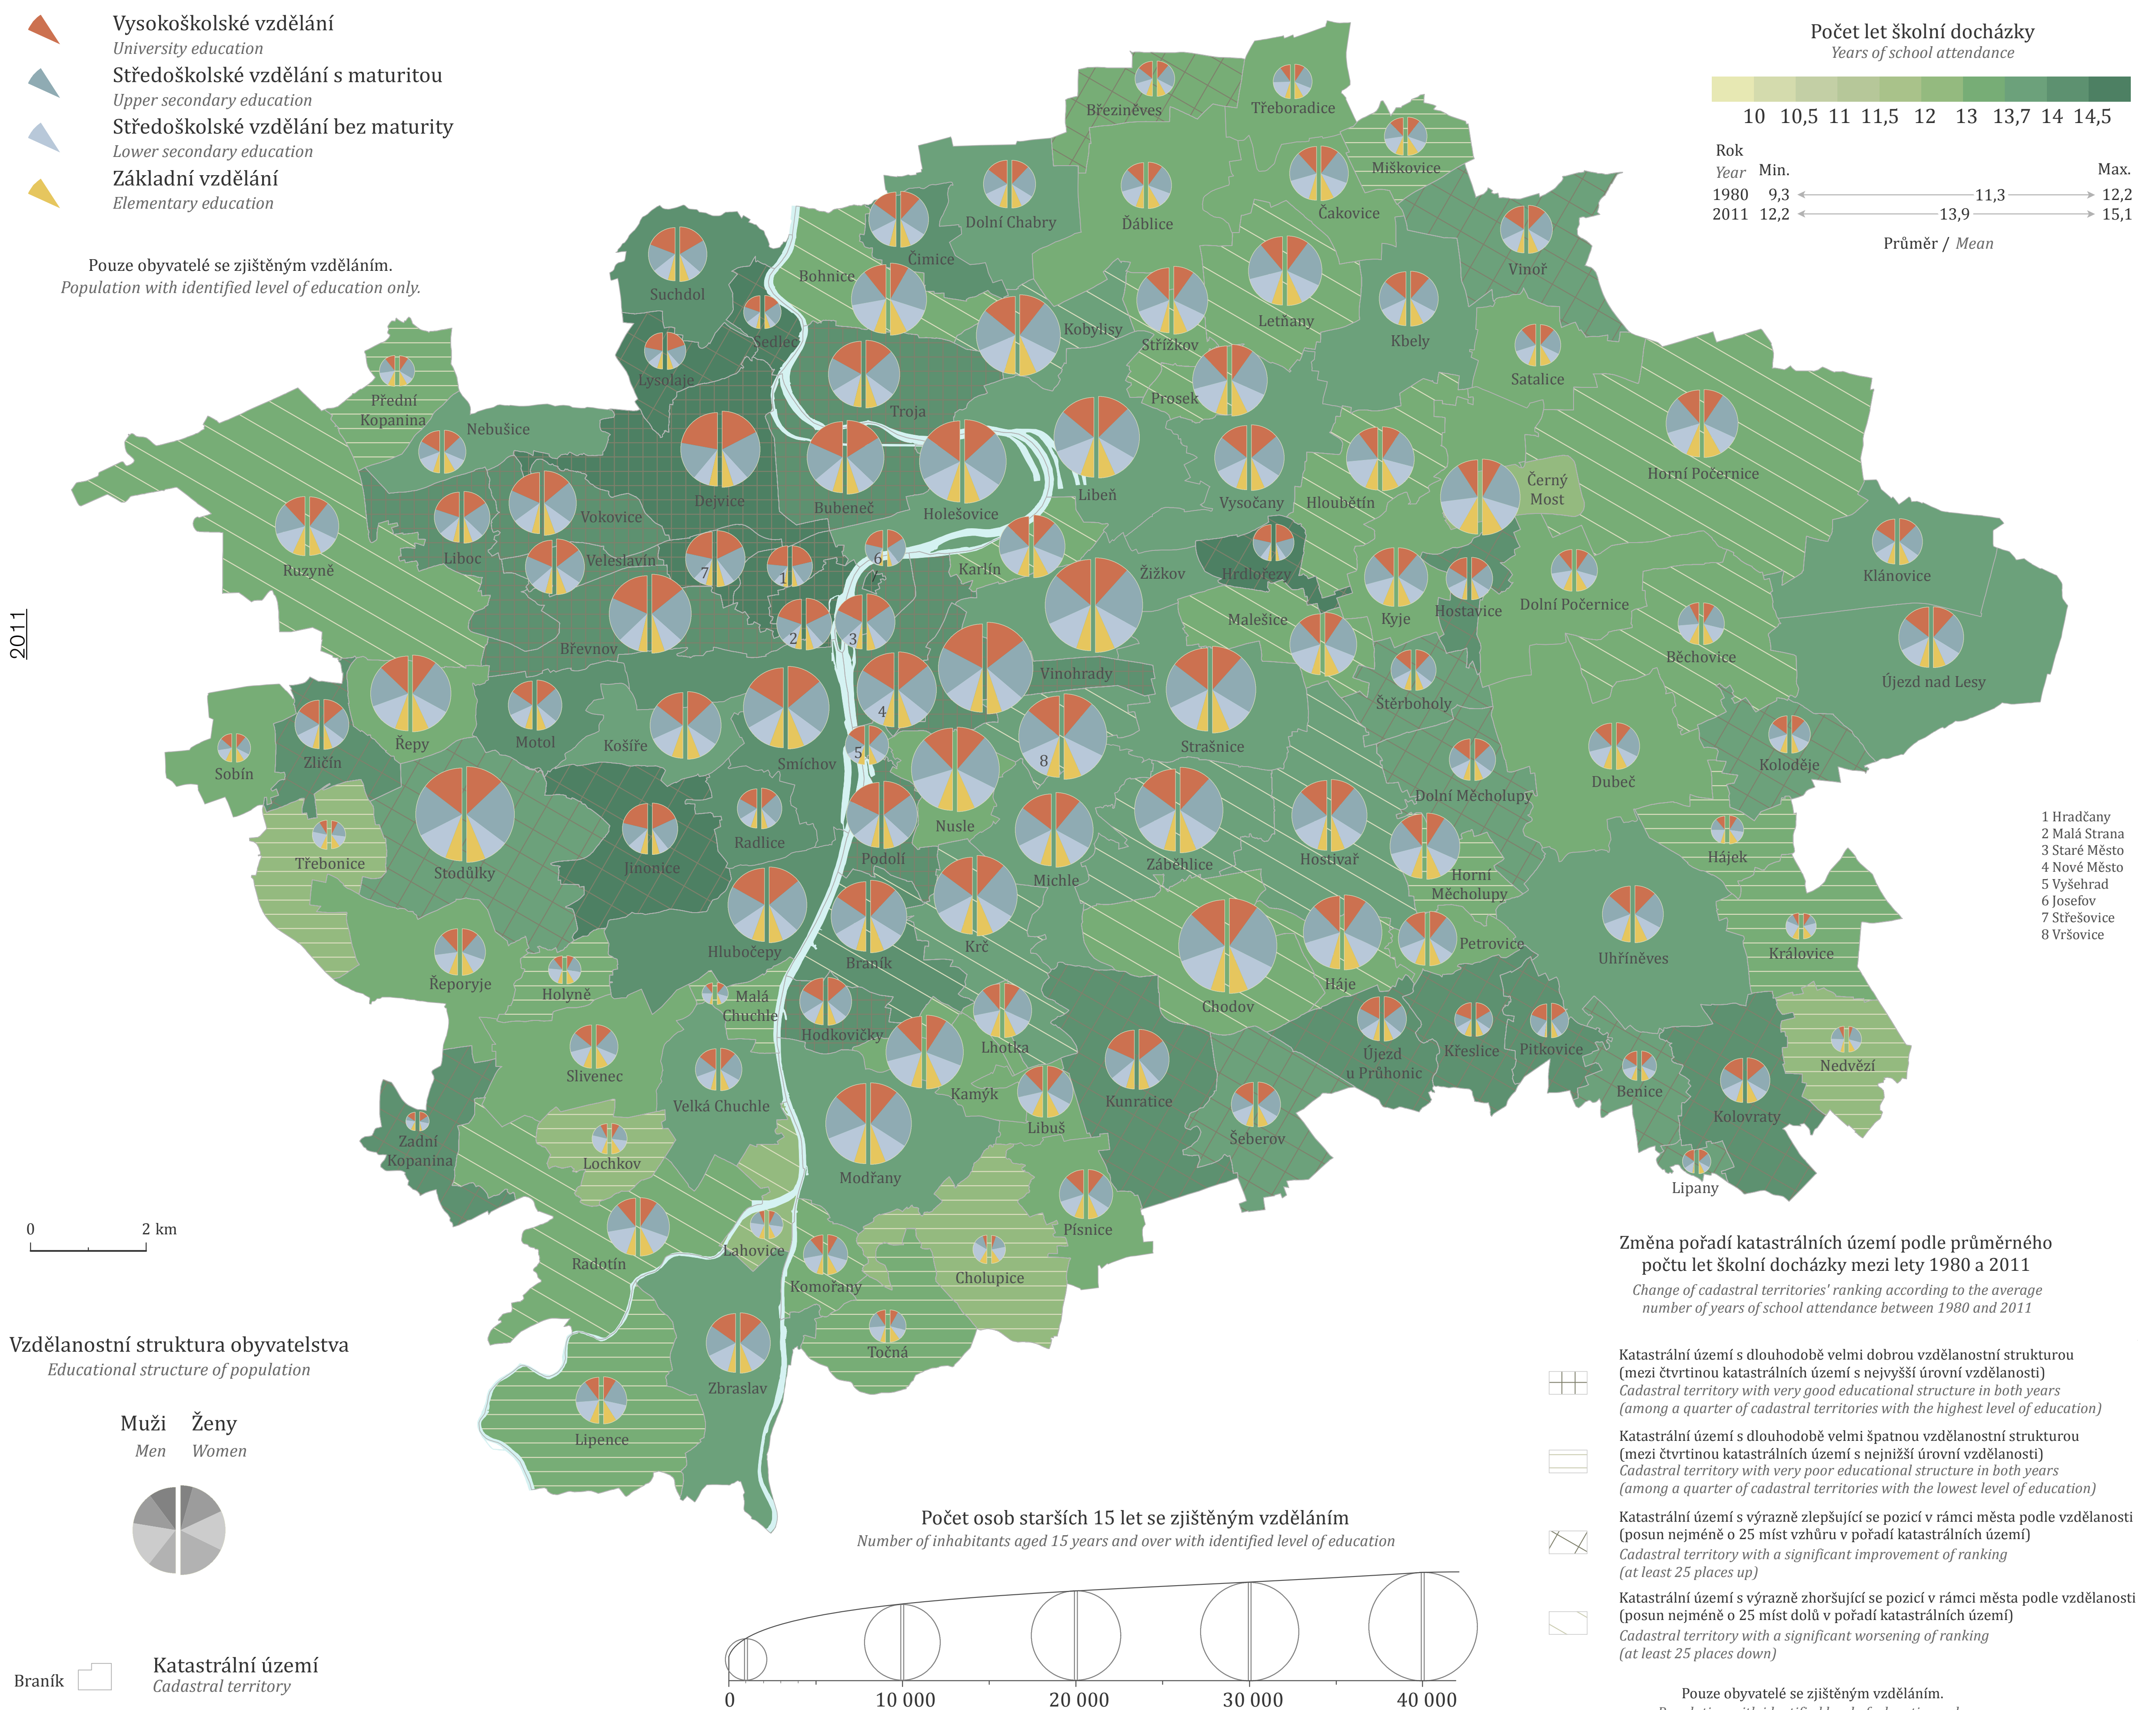 Vysokoškolské vzdělání
University education
Středoškolské vzdělání s maturitou
Upper secondary education
Středoškolské vzdělání bez maturity
Lower secondary education
Základní vzdělání
Elementary education
Pouze obyvatelé se zjištěným vzděláním.
Population with identified level of education only.
Počet let školní docházky
Years of school attendance
10 10,5 11 11,5 12 13 13,7 14 14,5
Rok
Year Min. Max.
1980 9,3 11,3 12,2
2011 12,2 13,9 15,1
Průměr / Mean
2011
Březiněves
Třeboradice
Miškovice
Čakovice
Ďáblice
Dolní Chabry
Čimice
Bohnice
Suchdol
Sedlec
Lysolaje
Vinoř
Letňany
Kobylisy
Střížkov
Kbely
Satalice
Prosek
Troja
Přední
Kopanina
Nebušice
Horní Počernice
Dejvice
Bubeneč
Holešovice
Libeň
Vysočany
Hloubětín
Černý
Most
Vokovice
Liboc
Veleslavín
Ruzyně
7
1
6
Karlín
Žižkov
Hrdlořezy
Klánovice
Hostavice
Dolní Počernice
Kyje
Malešice
Břevnov
2
3
Běchovice
Újezd nad Lesy
Vinohrady
Štěrboholy
Řepy
Motol
Košíře
Smíchov
4
5
8
Strašnice
Sobín
Zličín
Koloděje
Dubeč
Dolní Měcholupy
Třebonice
Stodůlky
Jinonice
Radlice
Podolí
Nusle
Michle
Záběhlice
Hostivař
Horní
Měcholupy
Hájek
Hlubočepy
Braník
Krč
Petrovice
Uhříněves
Královice
Řeporyje
Holyně
Malá
Chuchle
Hodkovičky
Chodov
Háje
Lhotka
Slivenec
Velká Chuchle
Kamýk
Kunratice
Újezd
u Průhonic
Křeslice
Pitkovice
Benice
Nedvězí
Kolovraty
Libuš
Šeberov
Zadní
Kopanina
Lochkov
Modřany
Lipany
Písnice
Radotín
Lahovice
Komořany
Cholupice
Točná
Zbraslav
Lipence
1 Hradčany
2 Malá Strana
3 Staré Město
4 Nové Město
5 Vyšehrad
6 Josefov
7 Střešovice
8 Vršovice
0 2 km
Vzdělanostní struktura obyvatelstva
Educational structure of population
Muži Ženy
Men Women
Braník
Katastrální území
Cadastral territory
Počet osob starších 15 let se zjištěným vzděláním
Number of inhabitants aged 15 years and over with identified level of education
0 10 000 20 000 30 000 40 000
Změna pořadí katastrálních území podle průměrného
počtu let školní docházky mezi lety 1980 a 2011
Change of cadastral territories' ranking according to the average
number of years of school attendance between 1980 and 2011
Katastrální území s dlouhodobě velmi dobrou vzdělanostní strukturou
(mezi čtvrtinou katastrálních území s nejvyšší úrovní vzdělanosti)
Cadastral territory with very good educational structure in both years
(among a quarter of cadastral territories with the highest level of education)
Katastrální území s dlouhodobě velmi špatnou vzdělanostní strukturou
(mezi čtvrtinou katastrálních území s nejnižší úrovní vzdělanosti)
Cadastral territory with very poor educational structure in both years
(among a quarter of cadastral territories with the lowest level of education)
Katastrální území s výrazně zlepšující se pozicí v rámci města podle vzdělanosti
(posun nejméně o 25 míst vzhůru v pořadí katastrálních území)
Cadastral territory with a significant improvement of ranking
(at least 25 places up)
Katastrální území s výrazně zhoršující se pozicí v rámci města podle vzdělanosti
(posun nejméně o 25 míst dolů v pořadí katastrálních území)
Cadastral territory with a significant worsening of ranking
(at least 25 places down)
Pouze obyvatelé se zjištěným vzděláním.